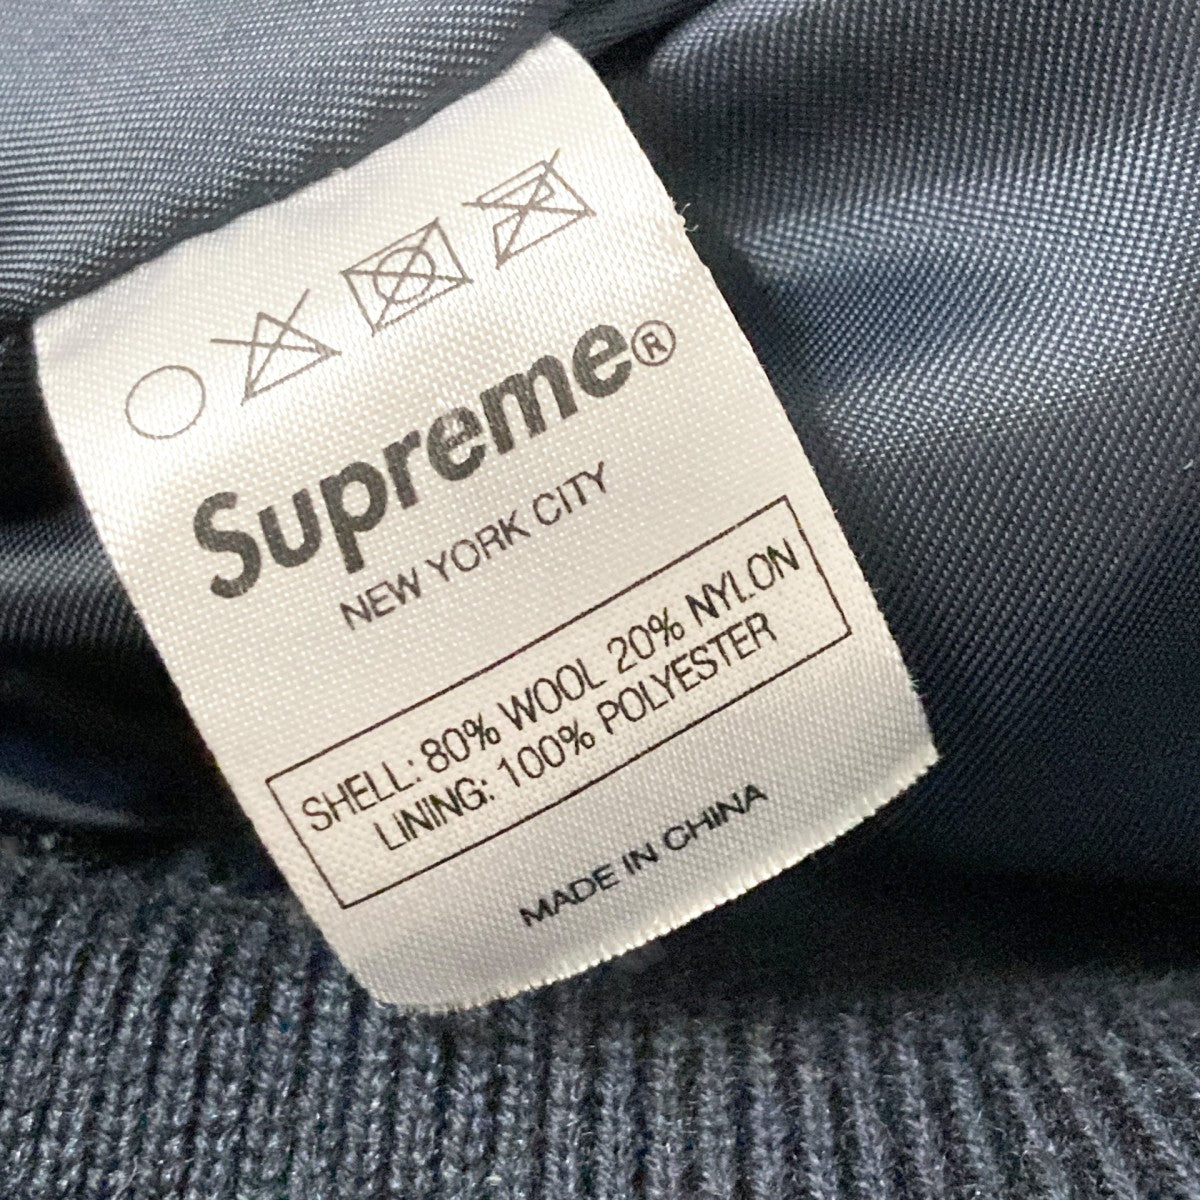 Supreme®
NEW YORK CITY
SHELL: 80% WOOL 20% NYLON
LINING: 100% POLYESTER
MADE IN CHINA